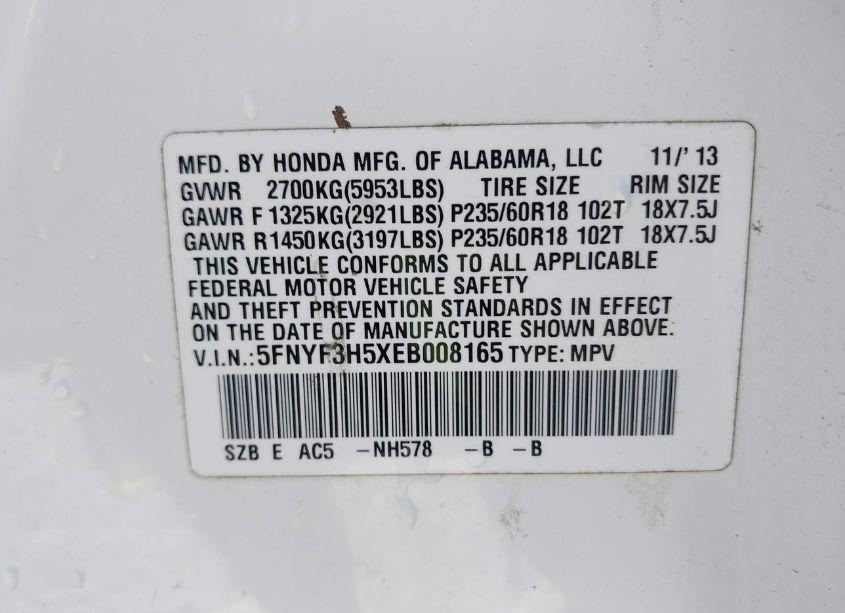 MFD. BY HONDA MFG. OF ALABAMA, LLC 11/' 13
GVWR 2700KG(5953LBS) TIRE SIZE RIM SIZE
GAWR F 1325KG(2921LBS) P235/60R18 102T 18X7.5J
GAWR R1450KG(3197LBS) P235/60R18 102T 18X7.5J
THIS VEHICLE CONFORMS TO ALL APPLICABLE
FEDERAL MOTOR VEHICLE SAFETY
AND THEFT PREVENTION STANDARDS IN EFFECT
ON THE DATE OF MANUFACTURE SHOWN ABOVE.
V.I.N.:5FNYF3H5XEB008165 TYPE: MPV
SZB E AC5 -NH578 -B -B